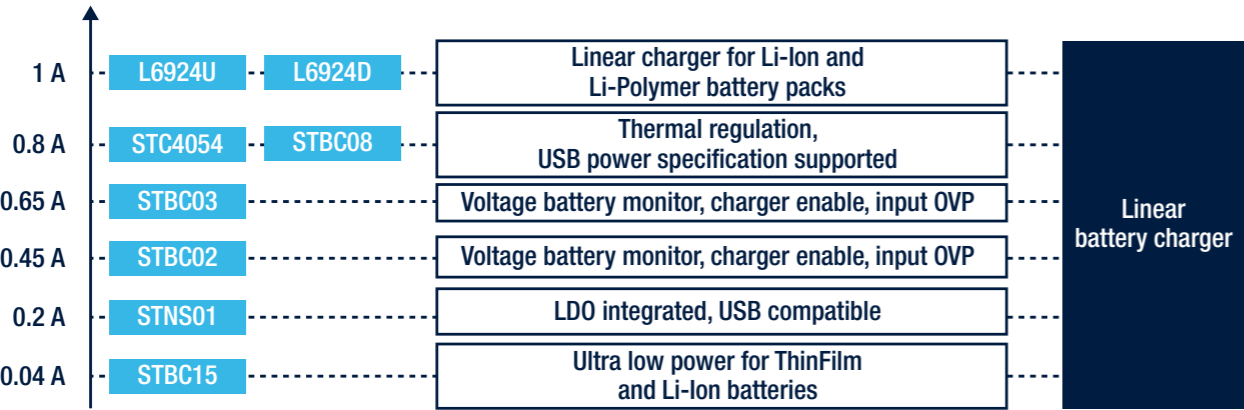 1 A
L6924U
L6924D
Linear charger for Li-Ion and
Li-Polymer battery packs
0.8 A
STC4054
STBC08
Thermal regulation,
USB power specification supported
0.65 A
STBC03
Voltage battery monitor, charger enable, input OVP
0.45 A
STBC02
Voltage battery monitor, charger enable, input OVP
0.2 A
STNS01
LDO integrated, USB compatible
0.04 A
STBC15
Ultra low power for ThinFilm
and Li-Ion batteries
Linear
battery charger